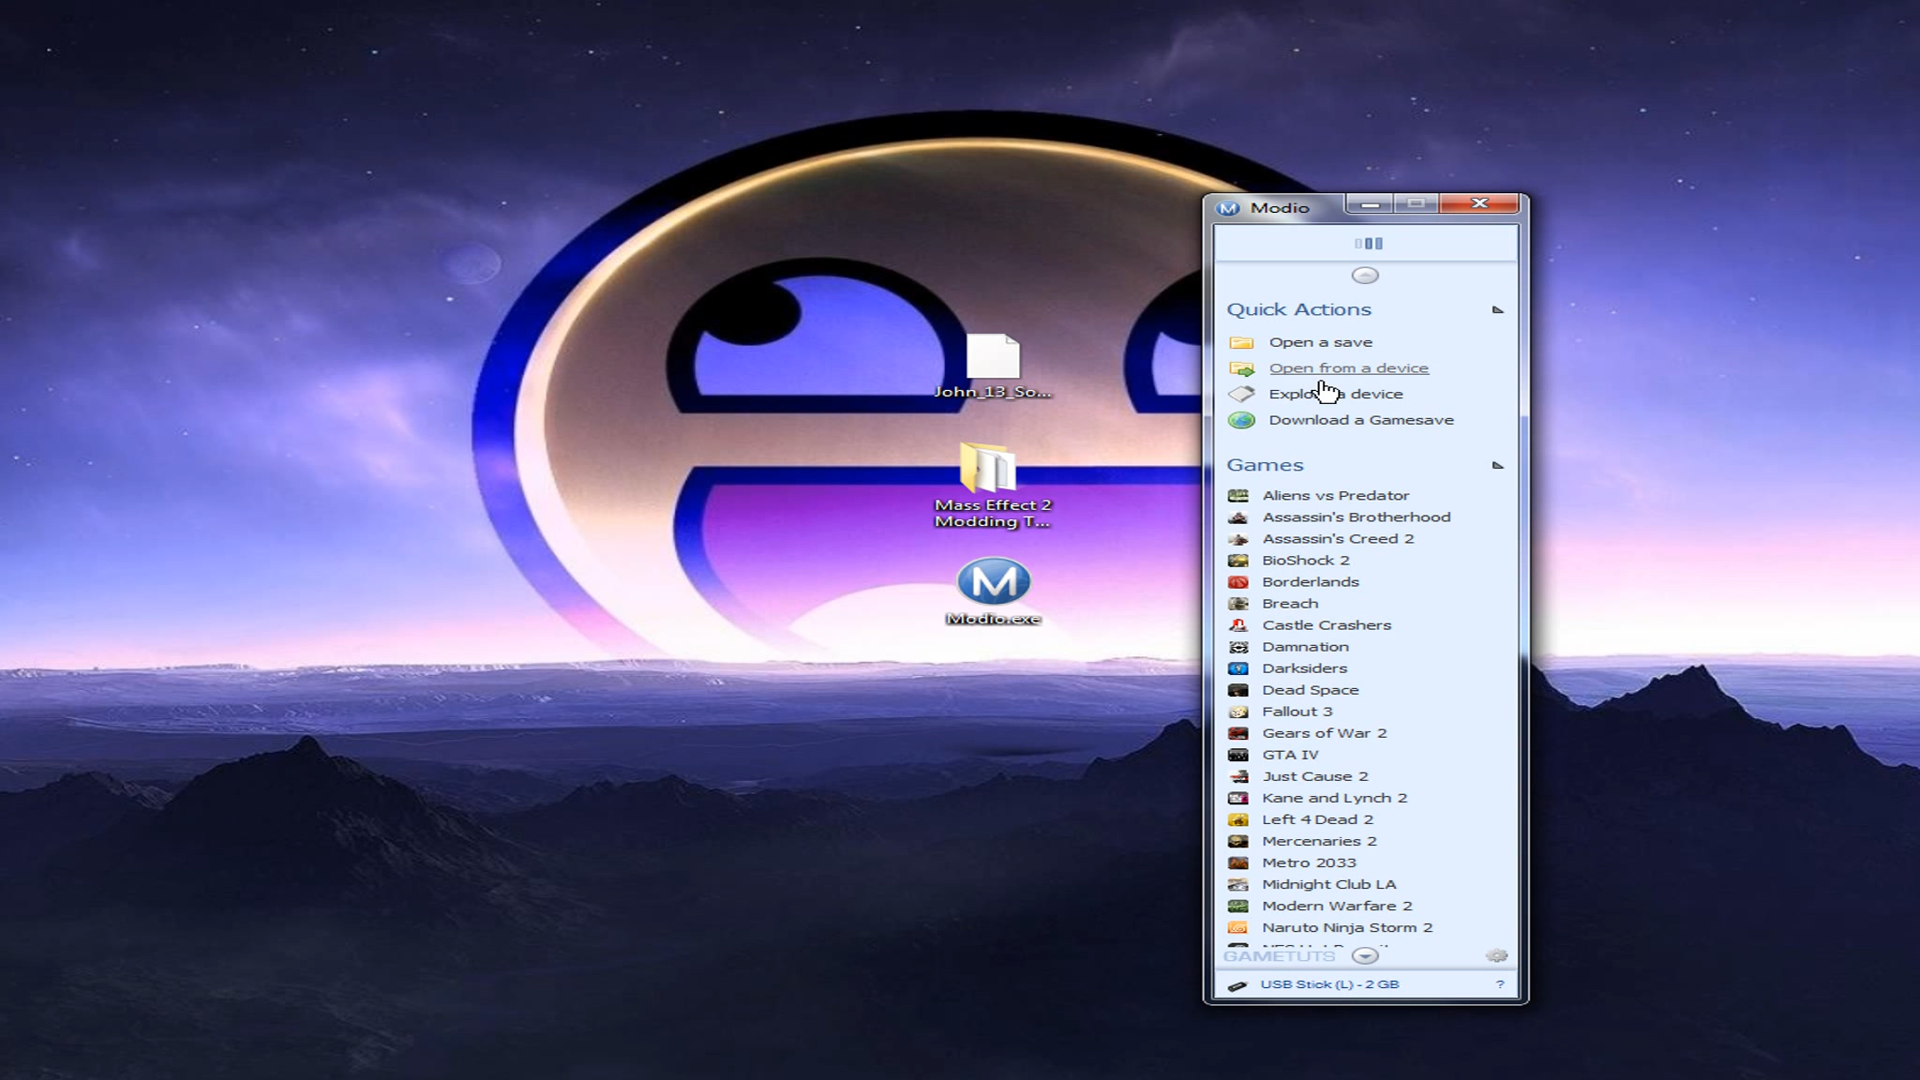 Modio
Quick Actions
Open a save
Open from a device
Explo a device
Download a Gamesave
Games
Aliens vs Predator
Assassin's Brotherhood
Assassin's Creed 2
BioShock 2
Borderlands
Breach
Castle Crashers
Damnation
Darksiders
Dead Space
Fallout 3
Gears of War 2
GTA IV
Just Cause 2
Kane and Lynch 2
Left 4 Dead 2
Mercenaries 2
Metro 2033
Midnight Club LA
Modern Warfare 2
Naruto Ninja Storm 2
GAMETUTS
USB Stick (L) - 2 GB ?
John_13_So...
Mass Effect 2
Modding T...
M
Modio.exe